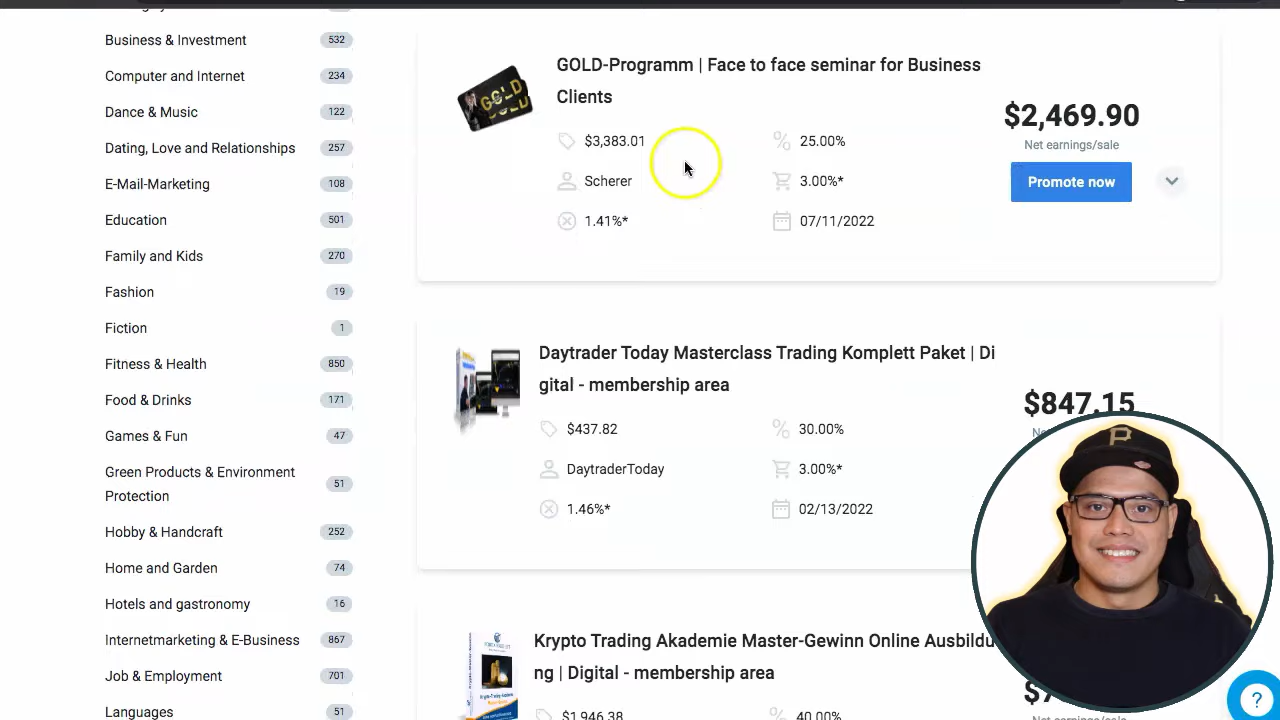 Business & Investment 532
Computer and Internet 234
Dance & Music 122
Dating, Love and Relationships 257
E-Mail-Marketing 108
Education 501
Family and Kids 270
Fashion 19
Fiction 1
Fitness & Health 850
Food & Drinks 171
Games & Fun 47
Green Products & Environment
Protection 51
Hobby & Handcraft 252
Home and Garden 74
Hotels and gastronomy 16
Internetmarketing & E-Business 867
Job & Employment 701
Languages 51
GOLD
GOLD-Programm | Face to face seminar for Business
Clients
$3,383.01 25.00%
Scherer 3.00%*
1.41%* 07/11/2022
$2,469.90
Net earnings/sale
Promote now
Daytrader Today Masterclass Trading Komplett Paket | Di
gital - membership area
$437.82 30.00%
DaytraderToday 3.00%*
1.46%* 02/13/2022
$847.15
Krypto Trading Akademie Master-Gewinn Online Ausbildu
ng | Digital - membership area
$1,946.38 40.00%
P
?